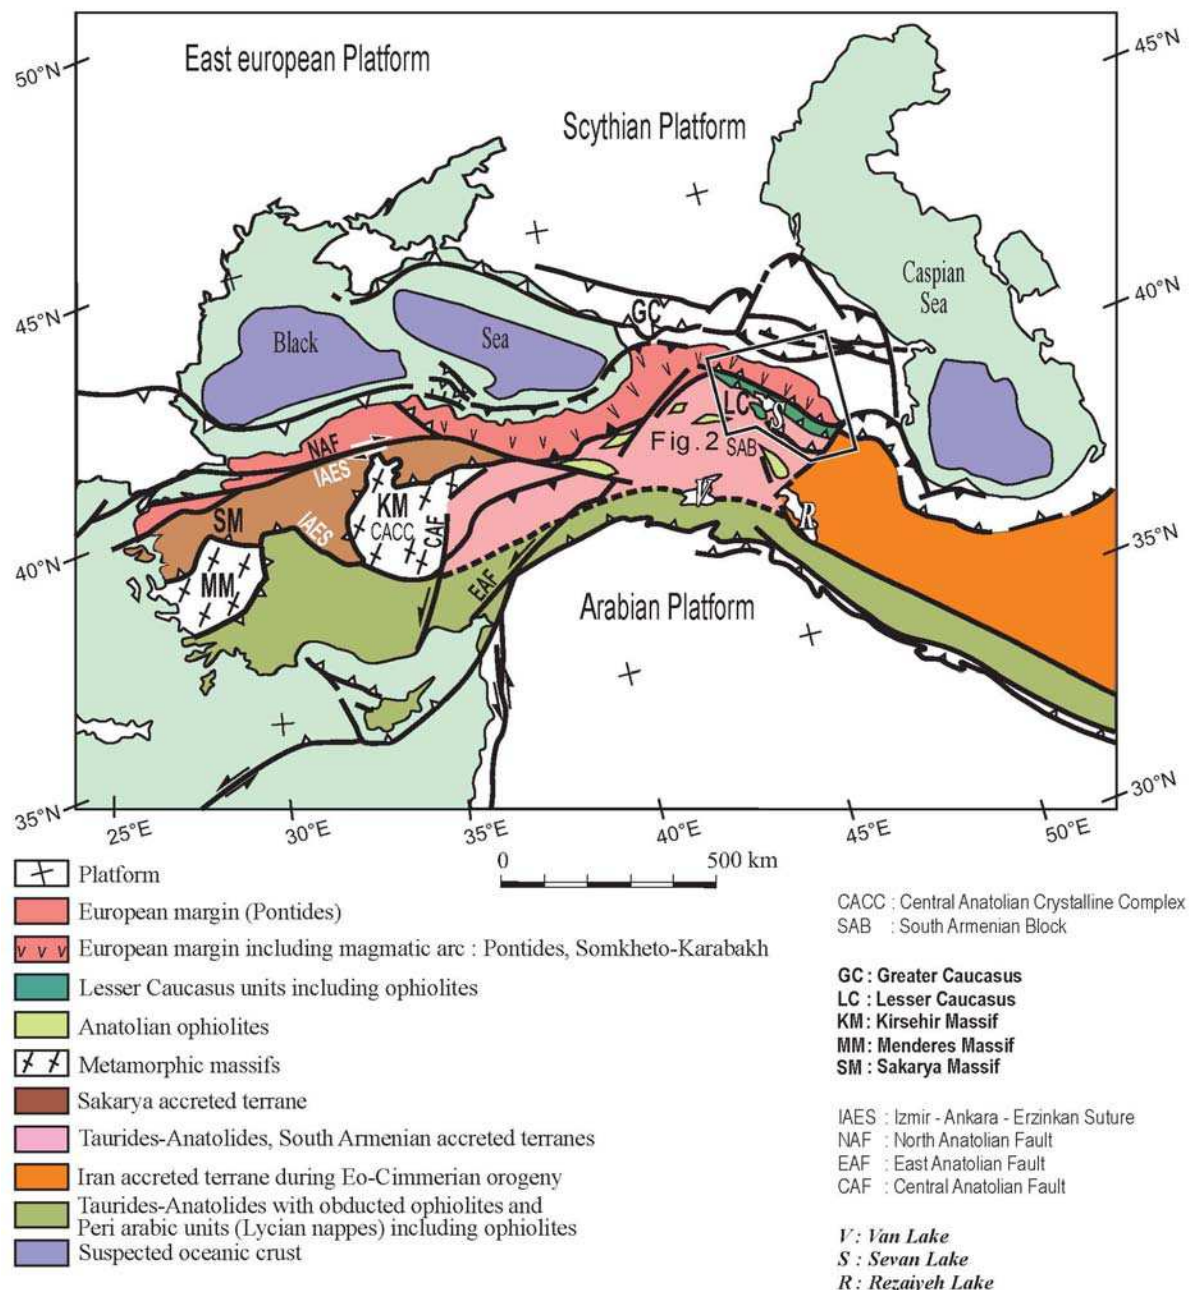 East european Platform
Scythian Platform
50°N
45°N
45°N
40°N
40°N
35°N
35°N
30°N
Caspian
Sea
GC
Black
Sea
LC
S
Fig.2
SAB
NAF
IAES
SM
IAES
KM
CACC
CAF
V
R
MM
EAF
Arabian Platform
25°E
30°E
35°E
40°E
45°E
50°E
0 500 km
Platform
European margin (Pontides)
European margin including magmatic arc : Pontides, Somkheto-Karabakh
Lesser Caucasus units including ophiolites
Anatolian ophiolites
Metamorphic massifs
Sakarya accreted terrane
Taurides-Anatolides, South Armenian accreted terranes
Iran accreted terrane during Eo-Cimmerian orogeny
Taurides-Anatolides with obducted ophiolites and
Peri arabic units (Lycian nappes) including ophiolites
Suspected oceanic crust
CACC : Central Anatolian Crystalline Complex
SAB : South Armenian Block
GC : Greater Caucasus
LC : Lesser Caucasus
KM : Kirsehir Massif
MM : Menderes Massif
SM : Sakarya Massif
IAES : Izmir - Ankara - Erzinkan Suture
NAF : North Anatolian Fault
EAF : East Anatolian Fault
CAF : Central Anatolian Fault
V : Van Lake
S : Sevan Lake
R : Rezaiyeh Lake